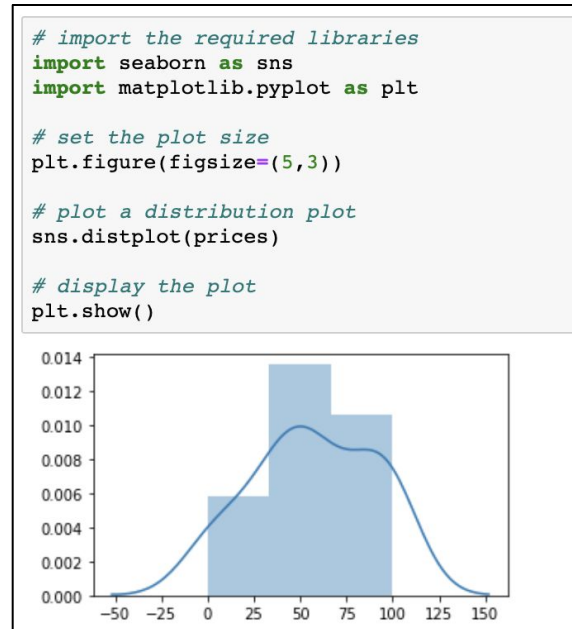 # import the required libraries
import seaborn as sns
import matplotlib.pyplot as plt
# set the plot size
plt.figure(figsize=(5,3))
# plot a distribution plot
sns.distplot(prices)
# display the plot
plt.show()
0.014
0.012
0.010
0.008
0.006
0.004
0.002
0.000
−50 −25 0 25 50 75 100 125 150